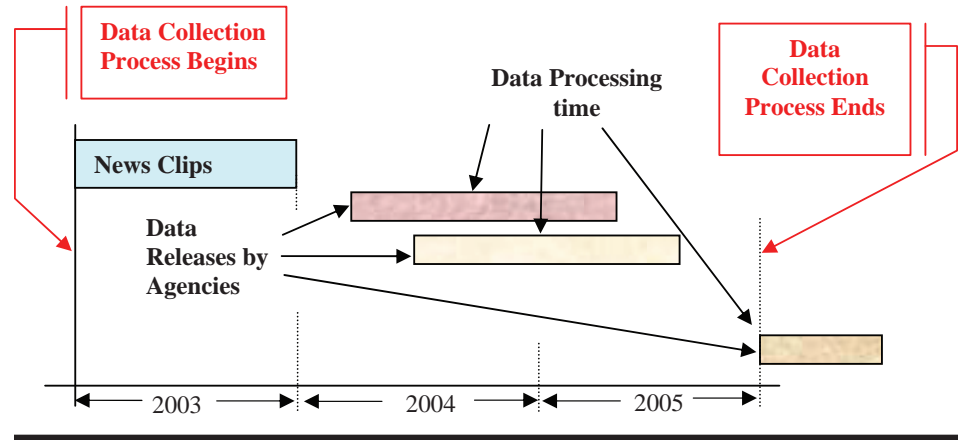 Data Collection
Process Begins
Data
Collection
Process Ends
Data Processing
time
News Clips
Data
Releases by
Agencies
2003
2004
2005